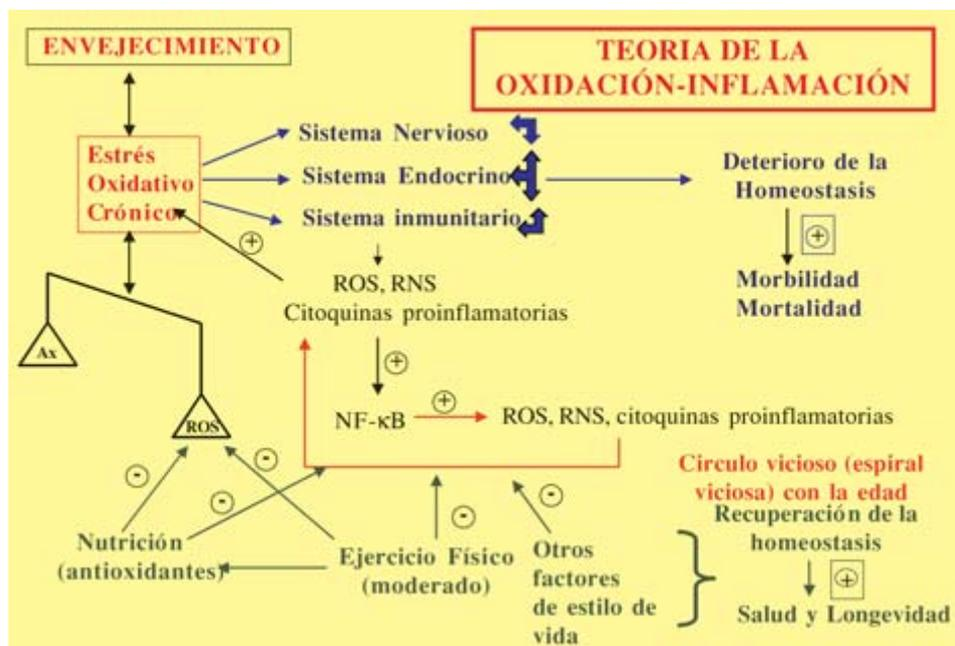 ENVEJECIMIENTO
TEORIA DE LA
OXIDACIÓN-INFLAMACIÓN
Estrés
Oxidativo
Crónico
Sistema Nervioso
Sistema Endocrino
Sistema inmunitario
Deterioro de la
Homeostasis
+
Morbilidad
Mortalidad
+
ROS, RNS
Citoquinas proinflamatorias
+
Ax
ROS
NF-κB
+
ROS, RNS, citoquinas proinflamatorias
Circulo vicioso (espiral
viciosa) con la edad
-
-
-
-
-
Nutrición
(antioxidantes)
Ejercicio Físico
(moderado)
Otros
factores
de estilo de
vida
Recuperación de la
homeostasis
+
Salud y Longevidad